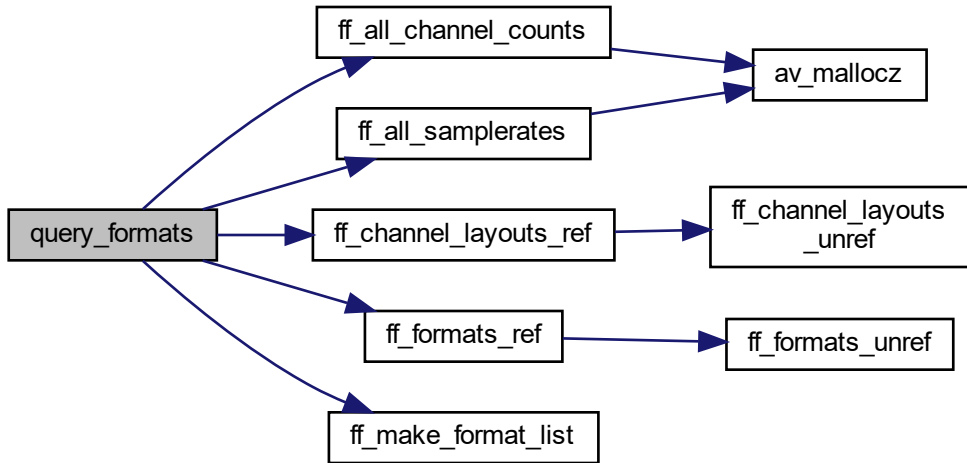 ff_all_channel_counts
av_mallocz
ff_all_samplerates
query_formats
ff_channel_layouts_ref
ff_channel_layouts
_unref
ff_formats_ref
ff_formats_unref
ff_make_format_list